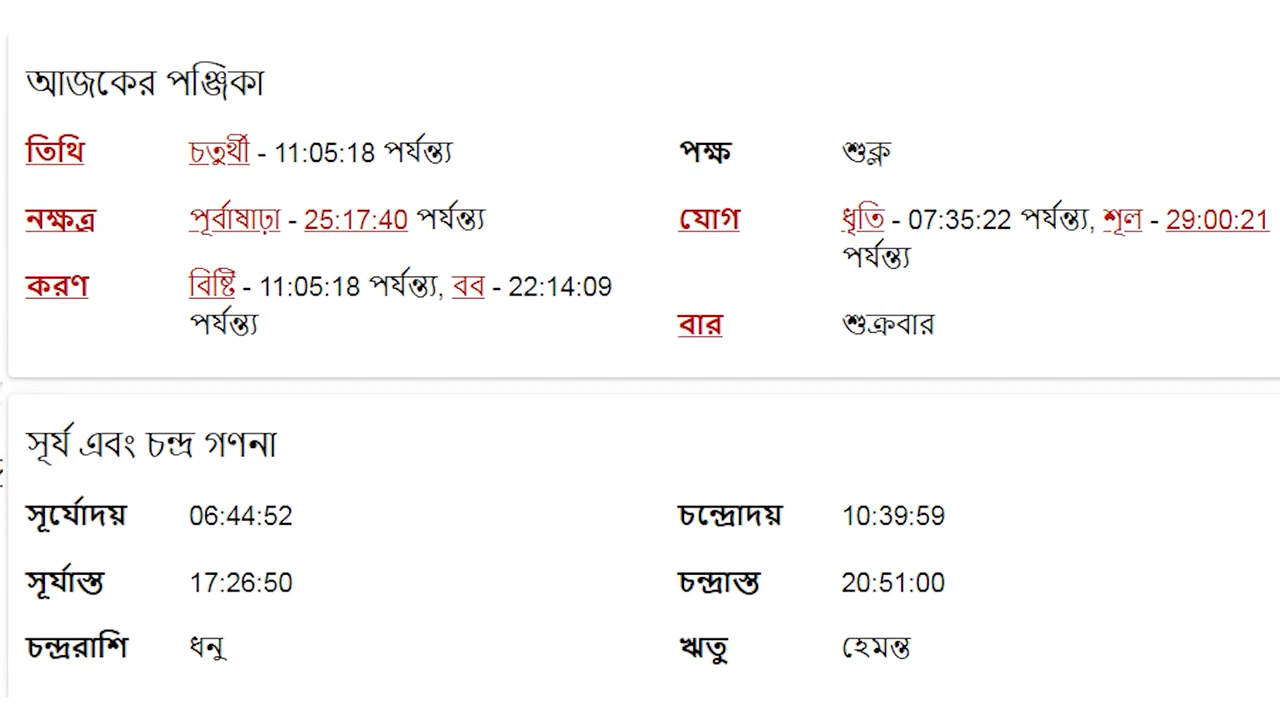 আজকের পঞ্জিকা
তিথি চতুর্থী - 11:05:18 পর্যন্ত্য পক্ষ শুক্ল
নক্ষত্র পূর্বাষাঢ়া - 25:17:40 পর্যন্ত্য যোগ ধৃতি - 07:35:22 পর্যন্ত্য, শূল - 29:00:21
পর্যন্ত্য
করণ বিষ্টি - 11:05:18 পর্যন্ত্য, বব - 22:14:09
পর্যন্ত্য বার শুক্রবার
সূর্য এবং চন্দ্র গণনা
সূর্যোদয় 06:44:52 চন্দ্রোদয় 10:39:59
সূর্যাস্ত 17:26:50 চন্দ্রাস্ত 20:51:00
চন্দ্ররাশি ধনু ঋতু হেমন্ত